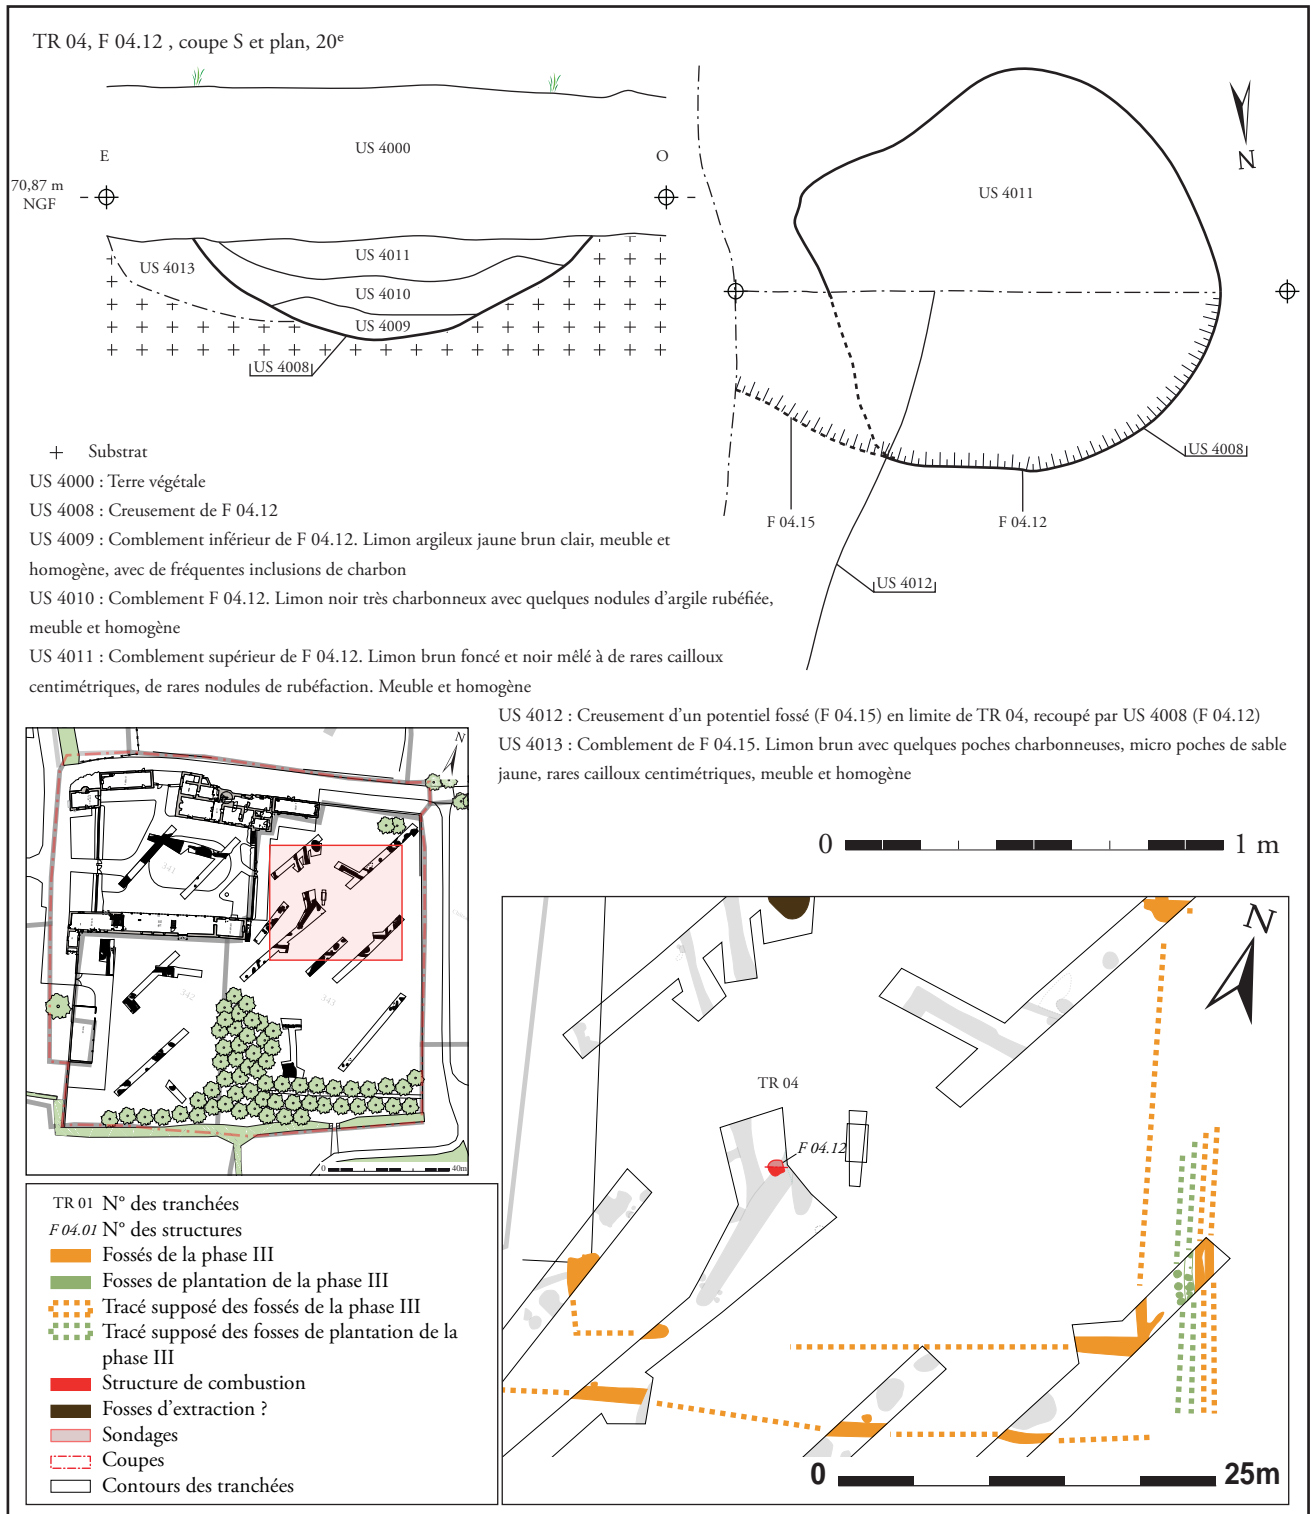 TR 04, F 04.12 , coupe S et plan, 20e
E
US 4000
O
70,87 m
NGF
US 4011
US 4013
US 4010
US 4009
US 4008
N
US 4011
US 4008
F 04.15
F 04.12
US 4012
+ Substrat
US 4000 : Terre végétale
US 4008 : Creusement de F 04.12
US 4009 : Comblement inférieur de F 04.12. Limon argileux jaune brun clair, meuble et
homogène, avec de fréquentes inclusions de charbon
US 4010 : Comblement F 04.12. Limon noir très charbonneux avec quelques nodules d'argile rubéfiée,
meuble et homogène
US 4011 : Comblement supérieur de F 04.12. Limon brun foncé et noir mêlé à de rares cailloux
centimétriques, de rares nodules de rubéfaction. Meuble et homogène
US 4012 : Creusement d'un potentiel fossé (F 04.15) en limite de TR 04, recoupé par US 4008 (F 04.12)
US 4013 : Comblement de F 04.15. Limon brun avec quelques poches charbonneuses, micro poches de sable
jaune, rares cailloux centimétriques, meuble et homogène
0 1 m
N
341
342
343
0 40m
N
TR 04
F 04.12
0 25m
TR 01 N° des tranchées
F 04.01 N° des structures
Fossés de la phase III
Fosses de plantation de la phase III
Tracé supposé des fossés de la phase III
Tracé supposé des fosses de plantation de la
phase III
Structure de combustion
Fosses d'extraction ?
Sondages
Coupes
Contours des tranchées